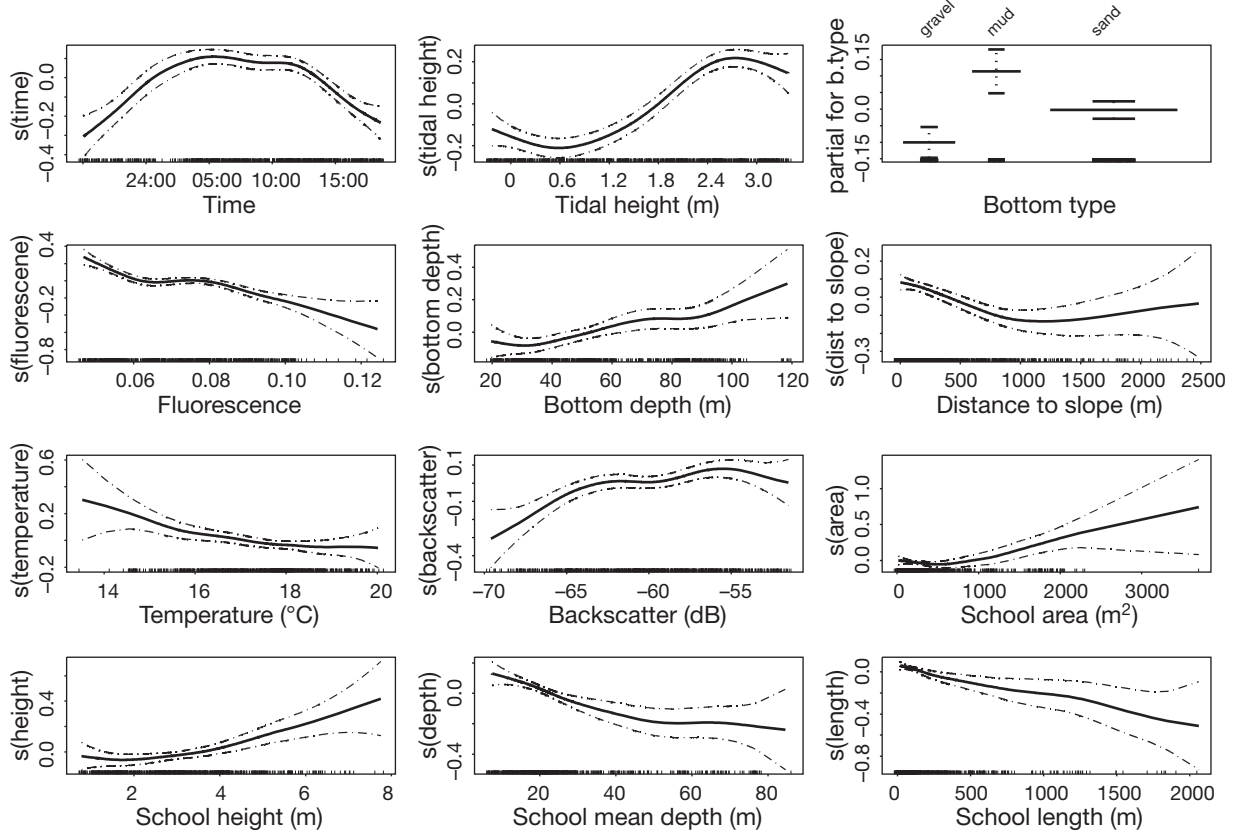 gravel
mud
sand
s(time)
0.0
−0.2
−0.4
24:00 05:00 10:00 15:00
Time
s(tidal height)
0.2
0.0
−0.2
0 0.6 1.2 1.8 2.4 3.0
Tidal height (m)
partial for b.type
0.15
0.0
−0.15
Bottom type
s(fluorescene)
0.4
−0.2
−0.8
0.06 0.08 0.10 0.12
Fluorescence
s(bottom depth)
0.4
0.2
0.0
20 40 60 80 100 120
Bottom depth (m)
s(dist to slope)
0.2
0.0
−0.3
0 500 1000 1500 2000 2500
Distance to slope (m)
s(temperature)
0.6
0.2
−0.2
14 16 18 20
Temperature (°C)
s(backscatter)
0.1
−0.1
−0.4
−70 −65 −60 −55
Backscatter (dB)
s(area)
1.0
0.5
0.0
0 1000 2000 3000
School area (m²)
s(height)
0.4
0.0
2 4 6 8
School height (m)
s(depth)
0.0
−0.4
20 40 60 80
School mean depth (m)
s(length)
0.0
−0.4
−0.8
0 500 1000 1500 2000
School length (m)